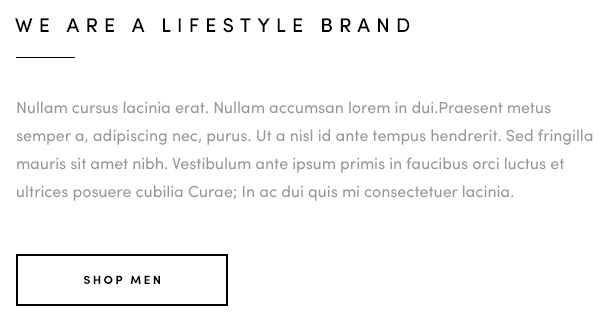 WE ARE A LIFESTYLE BRAND
Nullam cursus lacinia erat. Nullam accumsan lorem in dui.Praesent metus
semper a, adipiscing nec, purus. Ut a nisl id ante tempus hendrerit. Sed fringilla
mauris sit amet nibh. Vestibulum ante ipsum primis in faucibus orci luctus et
ultrices posuere cubilia Curae; In ac dui quis mi consectetuer lacinia.
SHOP MEN